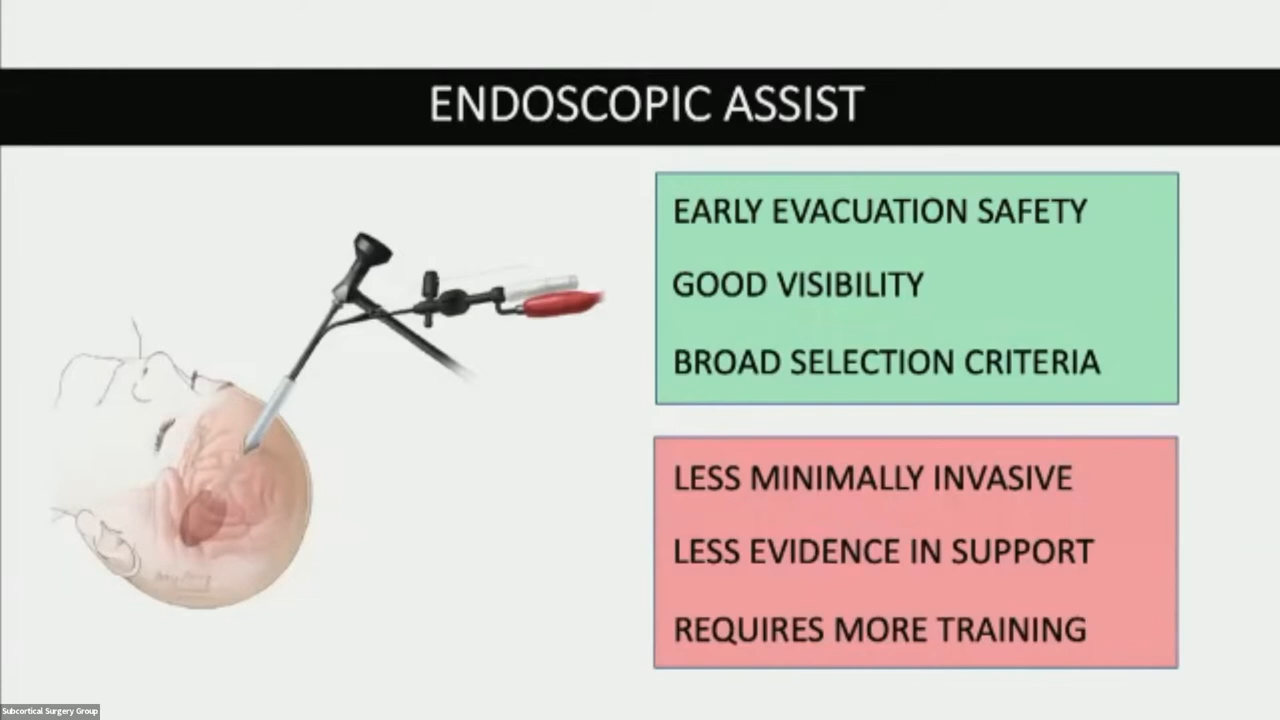 ENDOSCOPIC ASSIST
EARLY EVACUATION SAFETY
GOOD VISIBILITY
BROAD SELECTION CRITERIA
LESS MINIMALLY INVASIVE
LESS EVIDENCE IN SUPPORT
REQUIRES MORE TRAINING
Subcortical Surgery Group